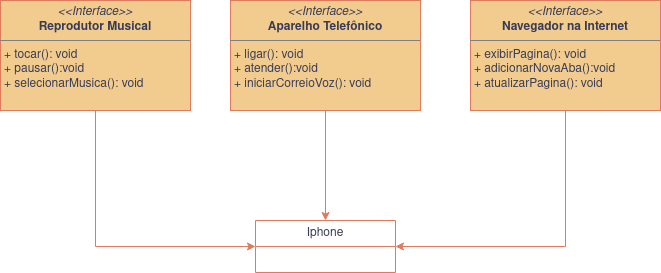 <<Interface>>
Reprodutor Musical
+ tocar(): void
+ pausar():void
+ selecionarMusica(): void
<<Interface>>
Aparelho Telefônico
+ ligar(): void
+ atender():void
+ iniciarCorreioVoz(): void
<<Interface>>
Navegador na Internet
+ exibirPagina(): void
+ adicionarNovaAba():void
+ atualizarPagina(): void
Iphone